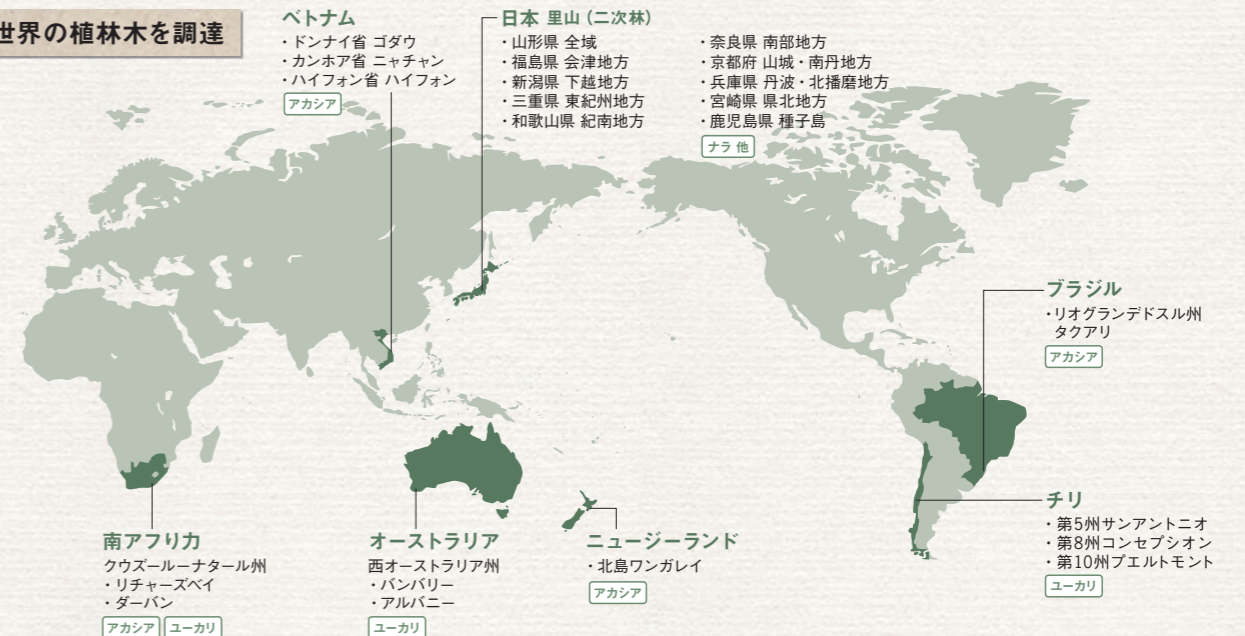 世界の植林木を調達
ベトナム
・ドンナイ省 ゴダウ
・カンホア省 ニャチャン
・ハイフォン省 ハイフォン
アカシア
日本 里山（二次林）
・山形県 全域
・福島県 会津地方
・新潟県 下越地方
・三重県 東紀州地方
・和歌山県 紀南地方
・奈良県 南部地方
・京都府 山城・南丹地方
・兵庫県 丹波・北播磨地方
・宮崎県 県北地方
・鹿児島県 種子島
ナラ 他
ブラジル
・リオグランデドスル州
タクアリ
アカシア
チリ
・第5州サンアントニオ
・第8州コンセプシオン
・第10州プエルトモント
ユーカリ
南アフリカ
クウズールーナタール州
・リチャーズベイ
・ダーバン
アカシア ユーカリ
オーストラリア
西オーストラリア州
・バンバリー
・アルバニー
ユーカリ
ニュージーランド
・北島ワンガレイ
アカシア